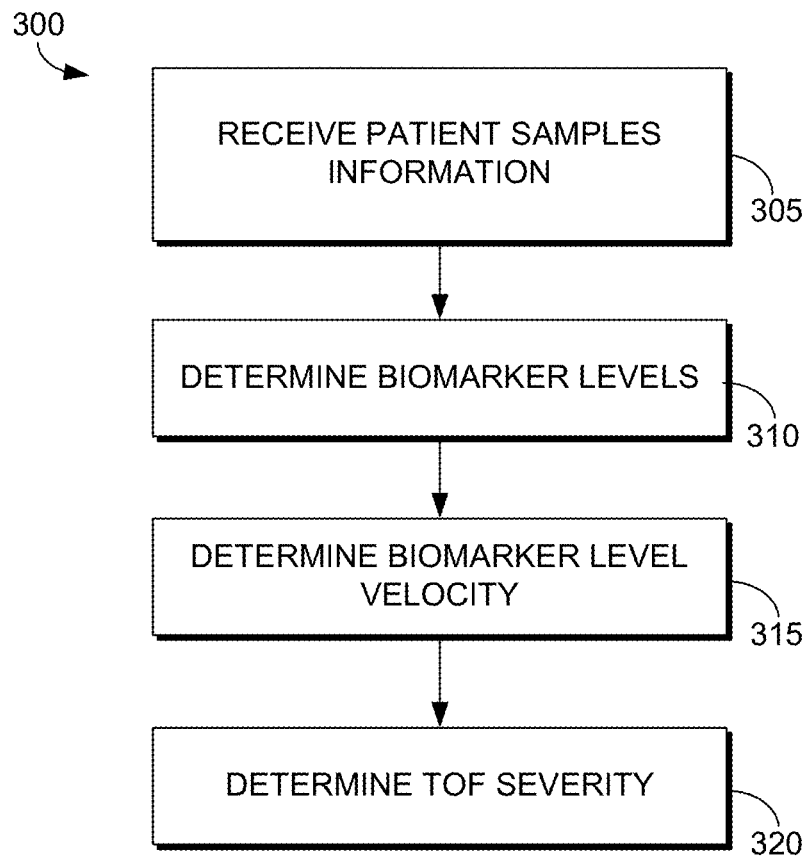 300
RECEIVE PATIENT SAMPLES
INFORMATION
305
DETERMINE BIOMARKER LEVELS
310
DETERMINE BIOMARKER LEVEL
VELOCITY
315
DETERMINE TOF SEVERITY
320